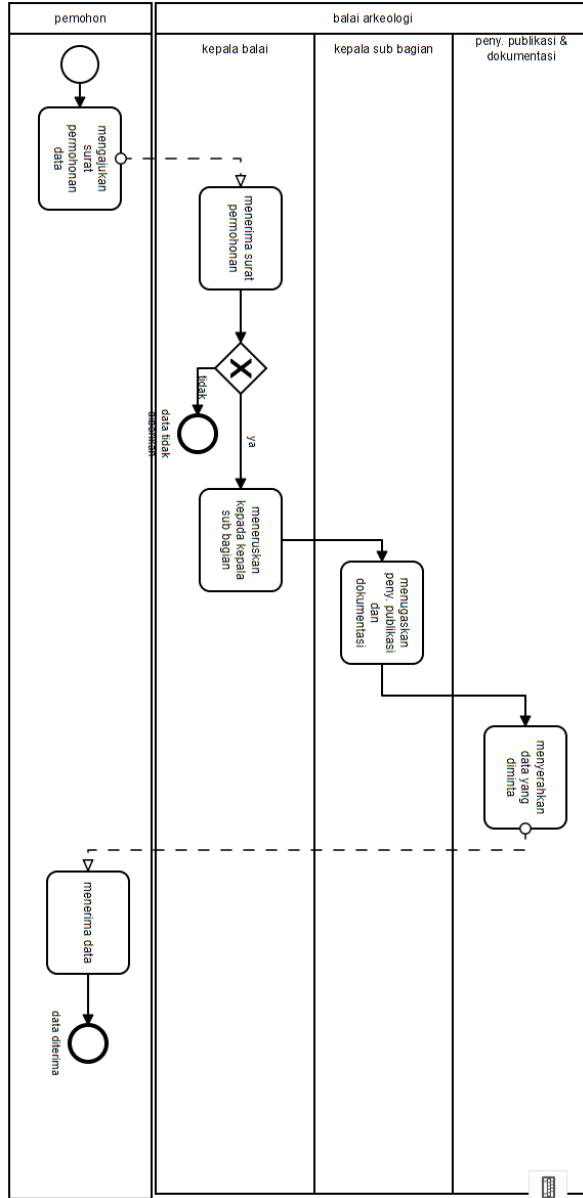 pemohon
balai arkeologi
kepala balai
kepala sub bagian
peny. publikasi &
dokumentasi
mengajukan
surat
permohonan
data
menerima surat
permohonan
tidak
data tidak
diberikan
ya
meneruskan
kepada kepala
sub bagian
menugaskan
peny. publikasi
dan
dokumentasi
menyerahkan
data yang
diminta
menerima data
data diterima